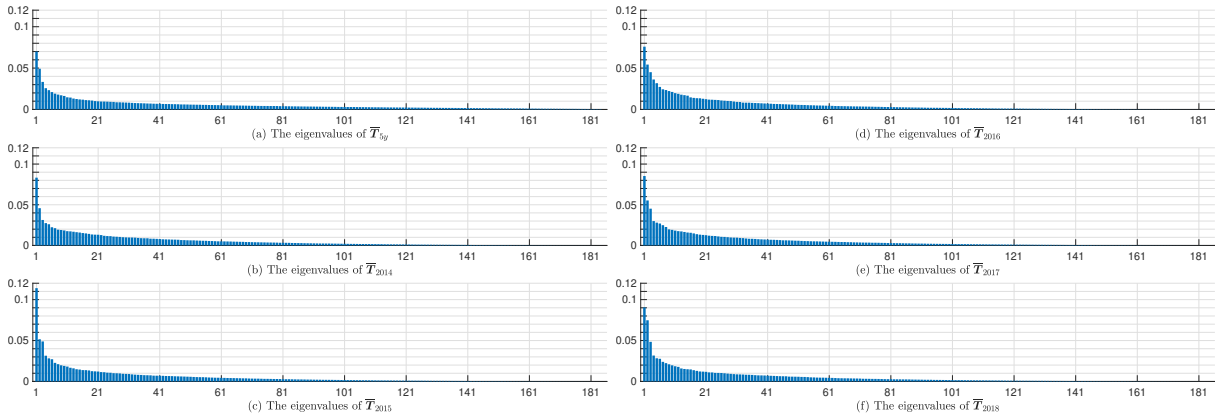 0.12
0.1
0.05
0
1 21 41 61 81 101 121 141 161 181
(a) The eigenvalues of T̅₅ᵧ
0.12
0.1
0.05
0
1 21 41 61 81 101 121 141 161 181
(b) The eigenvalues of T̅₂₀₁₄
0.12
0.1
0.05
0
1 21 41 61 81 101 121 141 161 181
(c) The eigenvalues of T̅₂₀₁₅
0.12
0.1
0.05
0
1 21 41 61 81 101 121 141 161 181
(d) The eigenvalues of T̅₂₀₁₆
0.12
0.1
0.05
0
1 21 41 61 81 101 121 141 161 181
(e) The eigenvalues of T̅₂₀₁₇
0.12
0.1
0.05
0
1 21 41 61 81 101 121 141 161 181
(f) The eigenvalues of T̅₂₀₁₈